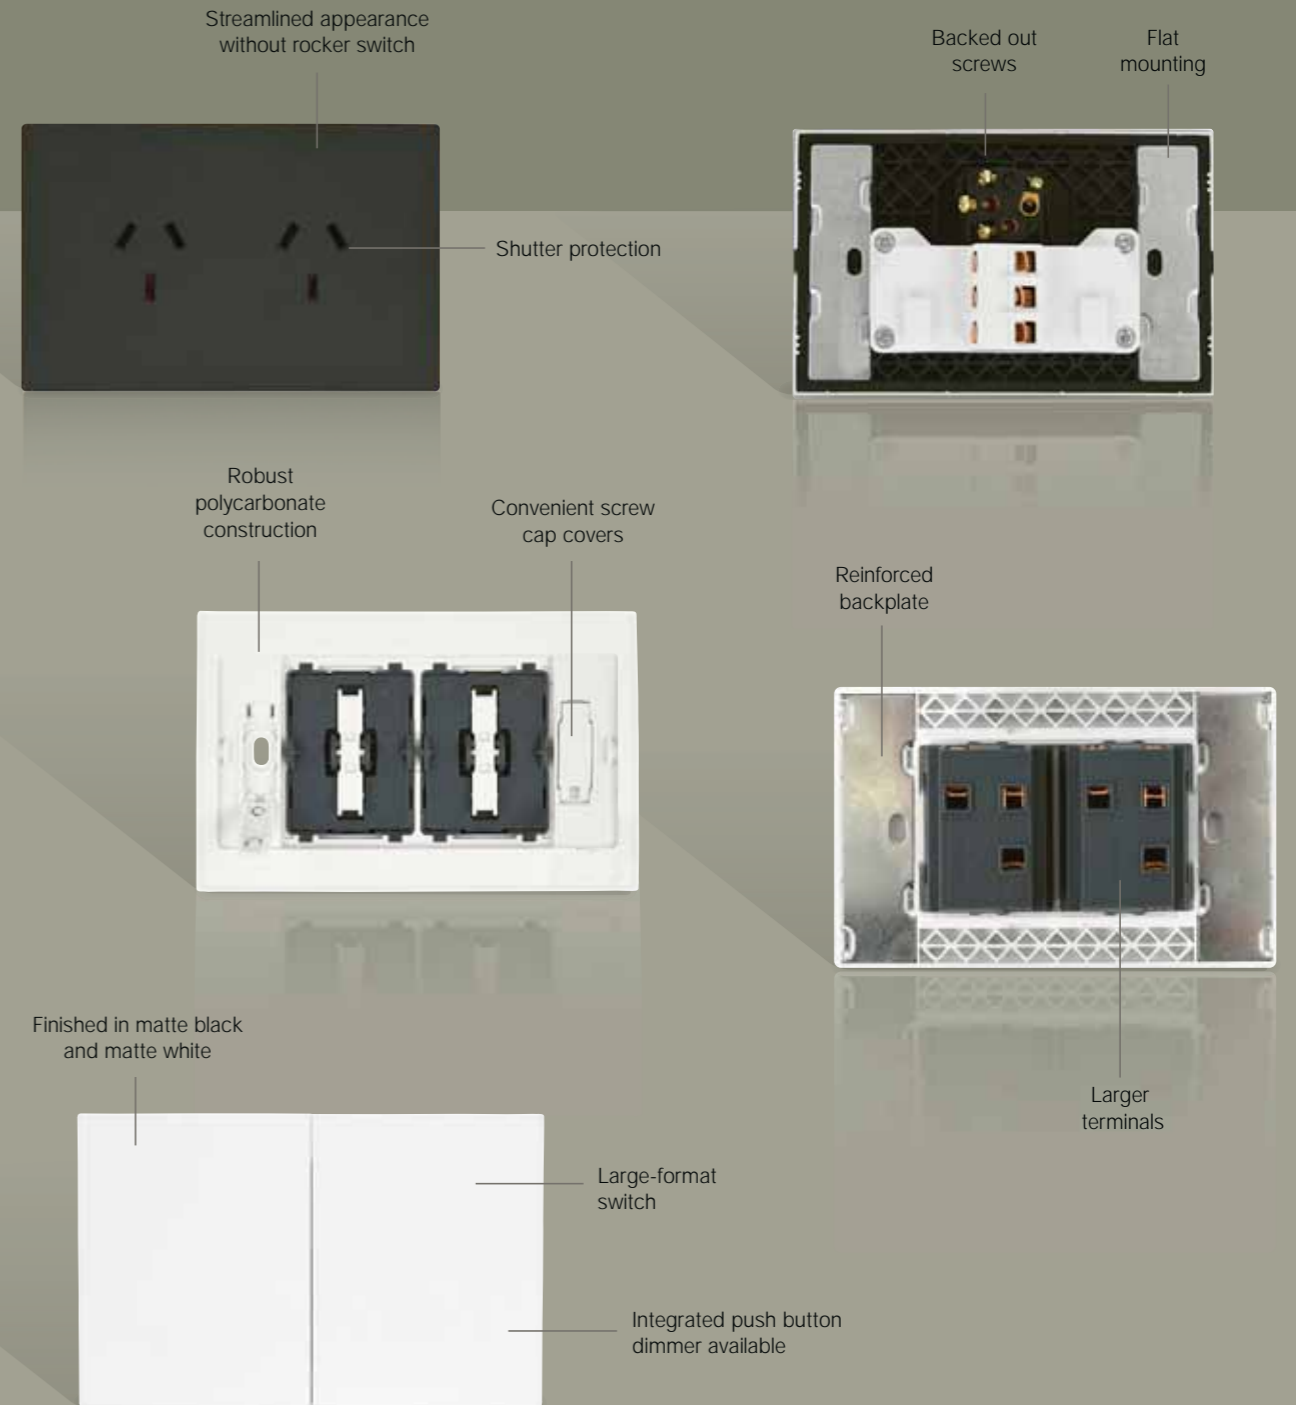 Streamlined appearance
without rocker switch
Backed out
screws
Flat
mounting
Shutter protection
Robust
polycarbonate
construction
Convenient screw
cap covers
Reinforced
backplate
Finished in matte black
and matte white
Larger
terminals
Large-format
switch
Integrated push button
dimmer available